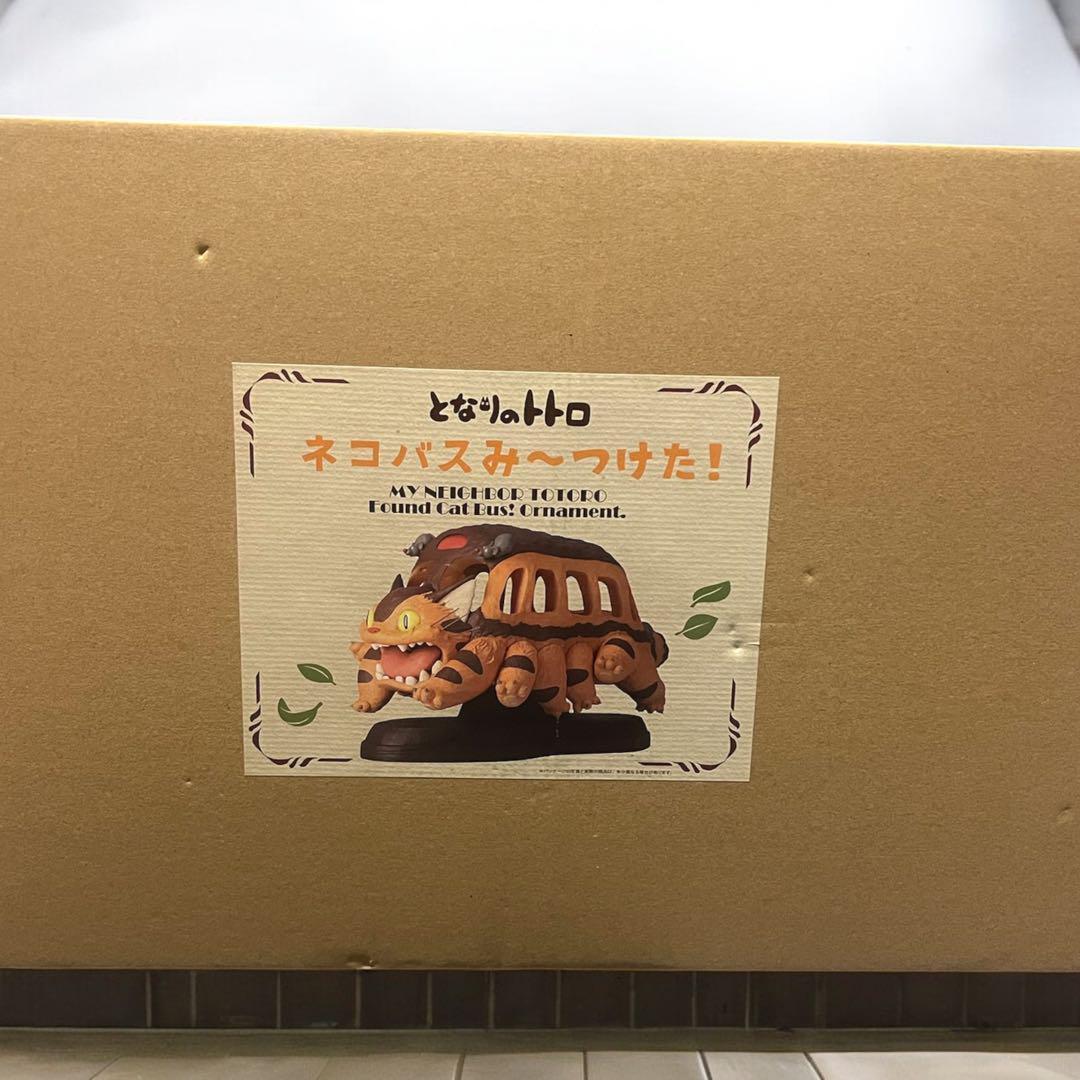 となりのトトロ
ネコバスみ〜つけた!
MY NEIGHBOR TOTORO
Found Cat Bus! Ornament.